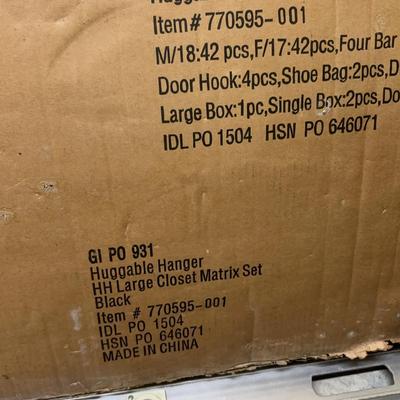 Item# 770595-001
M/18:42 pcs,F/17:42pcs,Four Bar
Door Hook:4pcs,Shoe Bag:2pcs,D
Large Box:1pc,Single Box:2pcs,Do
IDL PO 1504 HSN PO 646071
GI PO 931
Huggable Hanger
HH Large Closet Matrix Set
Black
Item # 770595-001
IDL PO 1504
HSN PO 646071
MADE IN CHINA